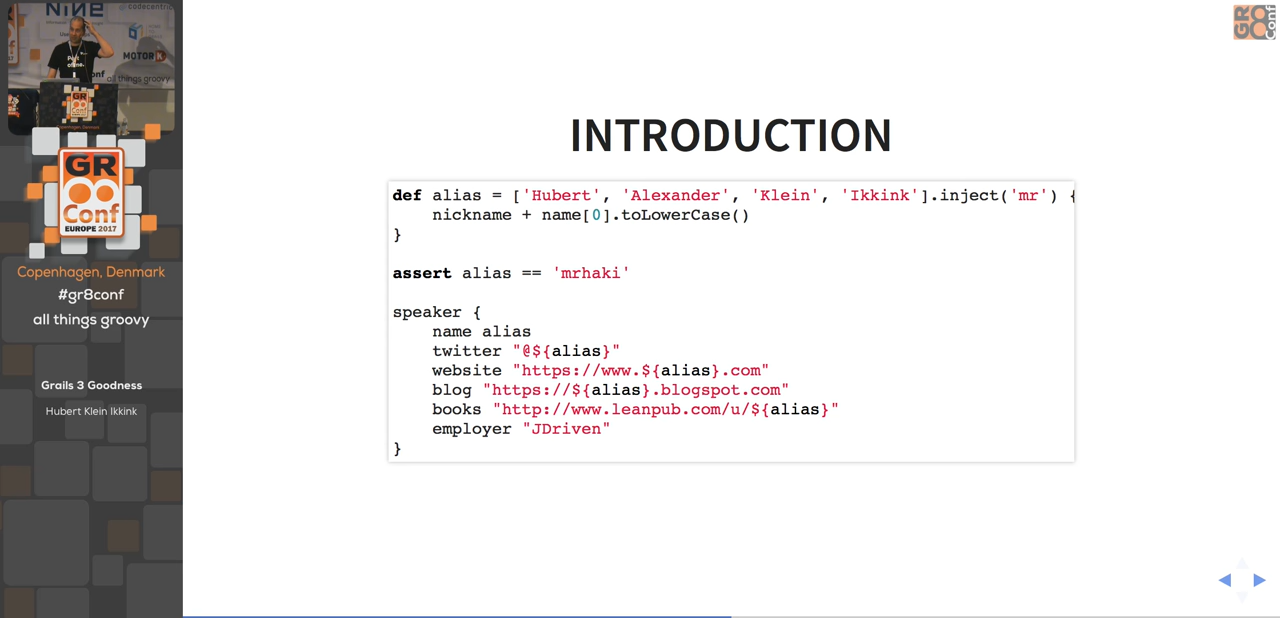 NINE
codecentric
MOTOR K
all things groovy
GR
Conf
EUROPE 2017
Copenhagen, Denmark
#gr8conf
all things groovy
Grails 3 Goodness
Hubert Klein Ikkink
GR
Conf
INTRODUCTION
def alias = ['Hubert', 'Alexander', 'Klein', 'Ikkink'].inject('mr') {
nickname + name[0].toLowerCase()
}
assert alias == 'mrhaki'
speaker {
name alias
twitter "@${alias}"
website "https://www.${alias}.com"
blog "https://${alias}.blogspot.com"
books "http://www.leanpub.com/u/${alias}"
employer "JDriven"
}